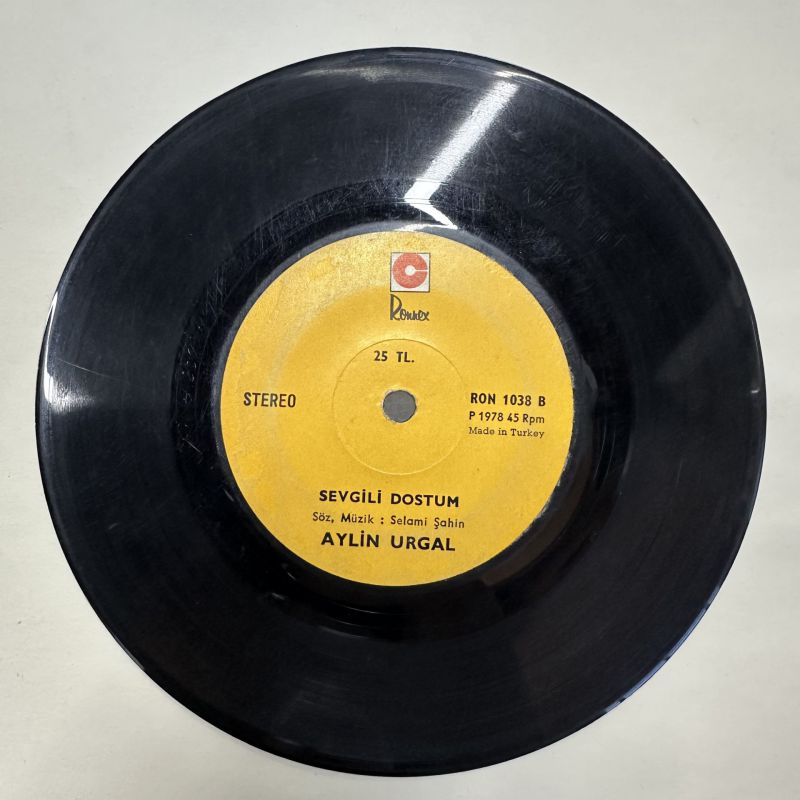 Ronnex
25 TL.
STEREO
RON 1038 B
P 1978 45 Rpm
Made in Turkey
SEVGİLİ DOSTUM
Söz, Müzik : Selami Şahin
AYLİN URGAL